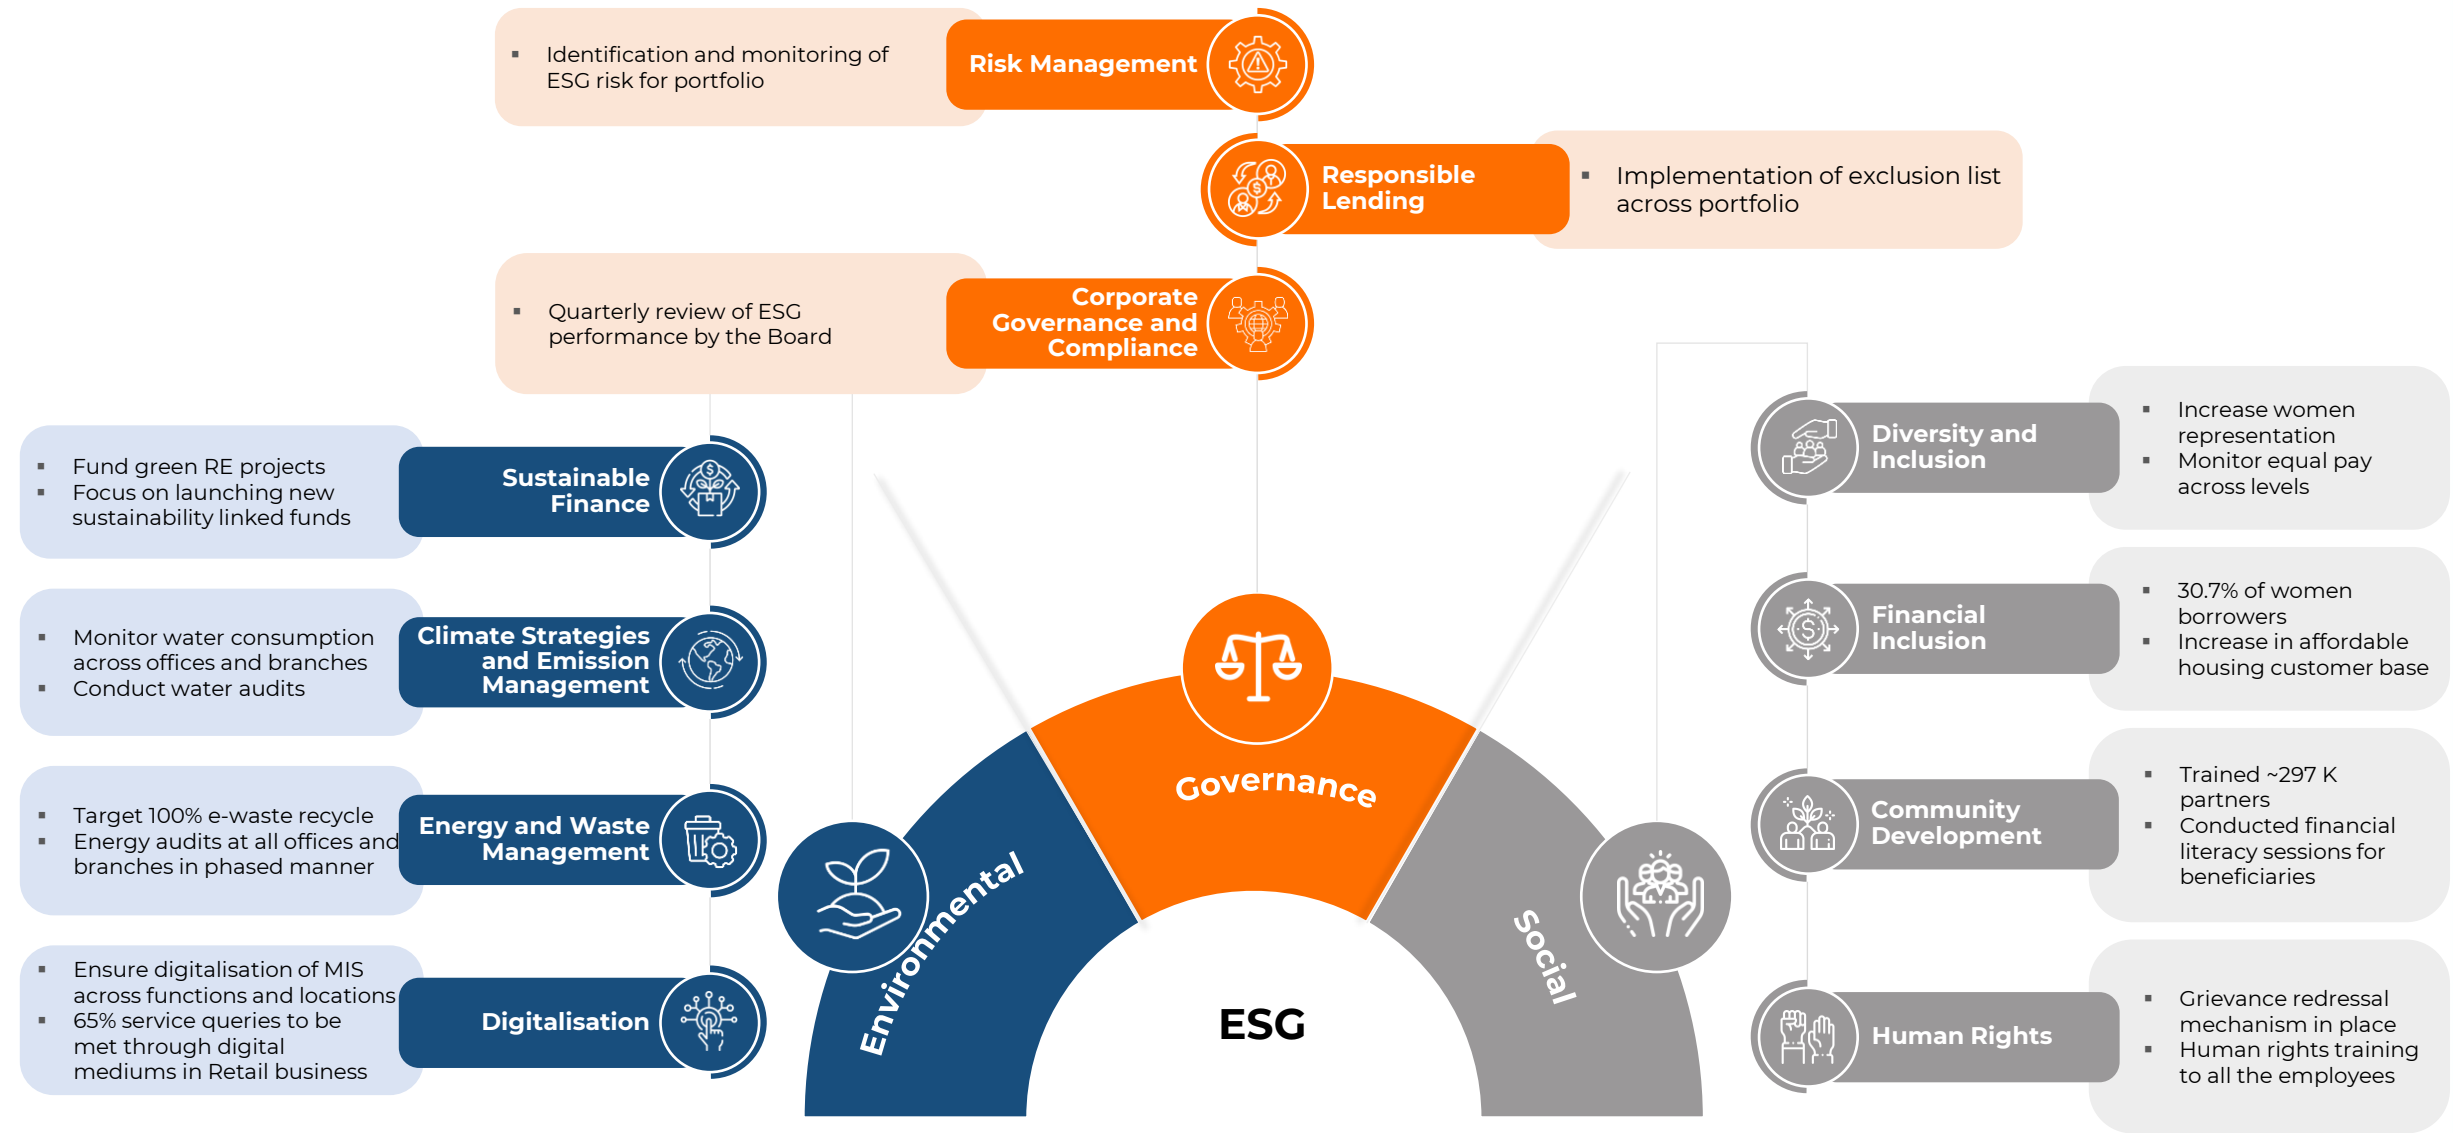 ▪ Identification and monitoring of
ESG risk for portfolio
Risk Management
Responsible
Lending
▪ Implementation of exclusion list
across portfolio
▪ Quarterly review of ESG
performance by the Board
Corporate
Governance and
Compliance
▪ Fund green RE projects
▪ Focus on launching new
sustainability linked funds
Sustainable
Finance
▪ Monitor water consumption
across offices and branches
▪ Conduct water audits
Climate Strategies
and Emission
Management
▪ Target 100% e-waste recycle
▪ Energy audits at all offices and
branches in phased manner
Energy and Waste
Management
▪ Ensure digitalisation of MIS
across functions and locations
▪ 65% service queries to be
met through digital
mediums in Retail business
Digitalisation
Environmental
Governance
Social
ESG
Diversity and
Inclusion
▪ Increase women
representation
▪ Monitor equal pay
across levels
Financial
Inclusion
▪ 30.7% of women
borrowers
▪ Increase in affordable
housing customer base
Community
Development
▪ Trained ~297 K
partners
▪ Conducted financial
literacy sessions for
beneficiaries
Human Rights
▪ Grievance redressal
mechanism in place
▪ Human rights training
to all the employees